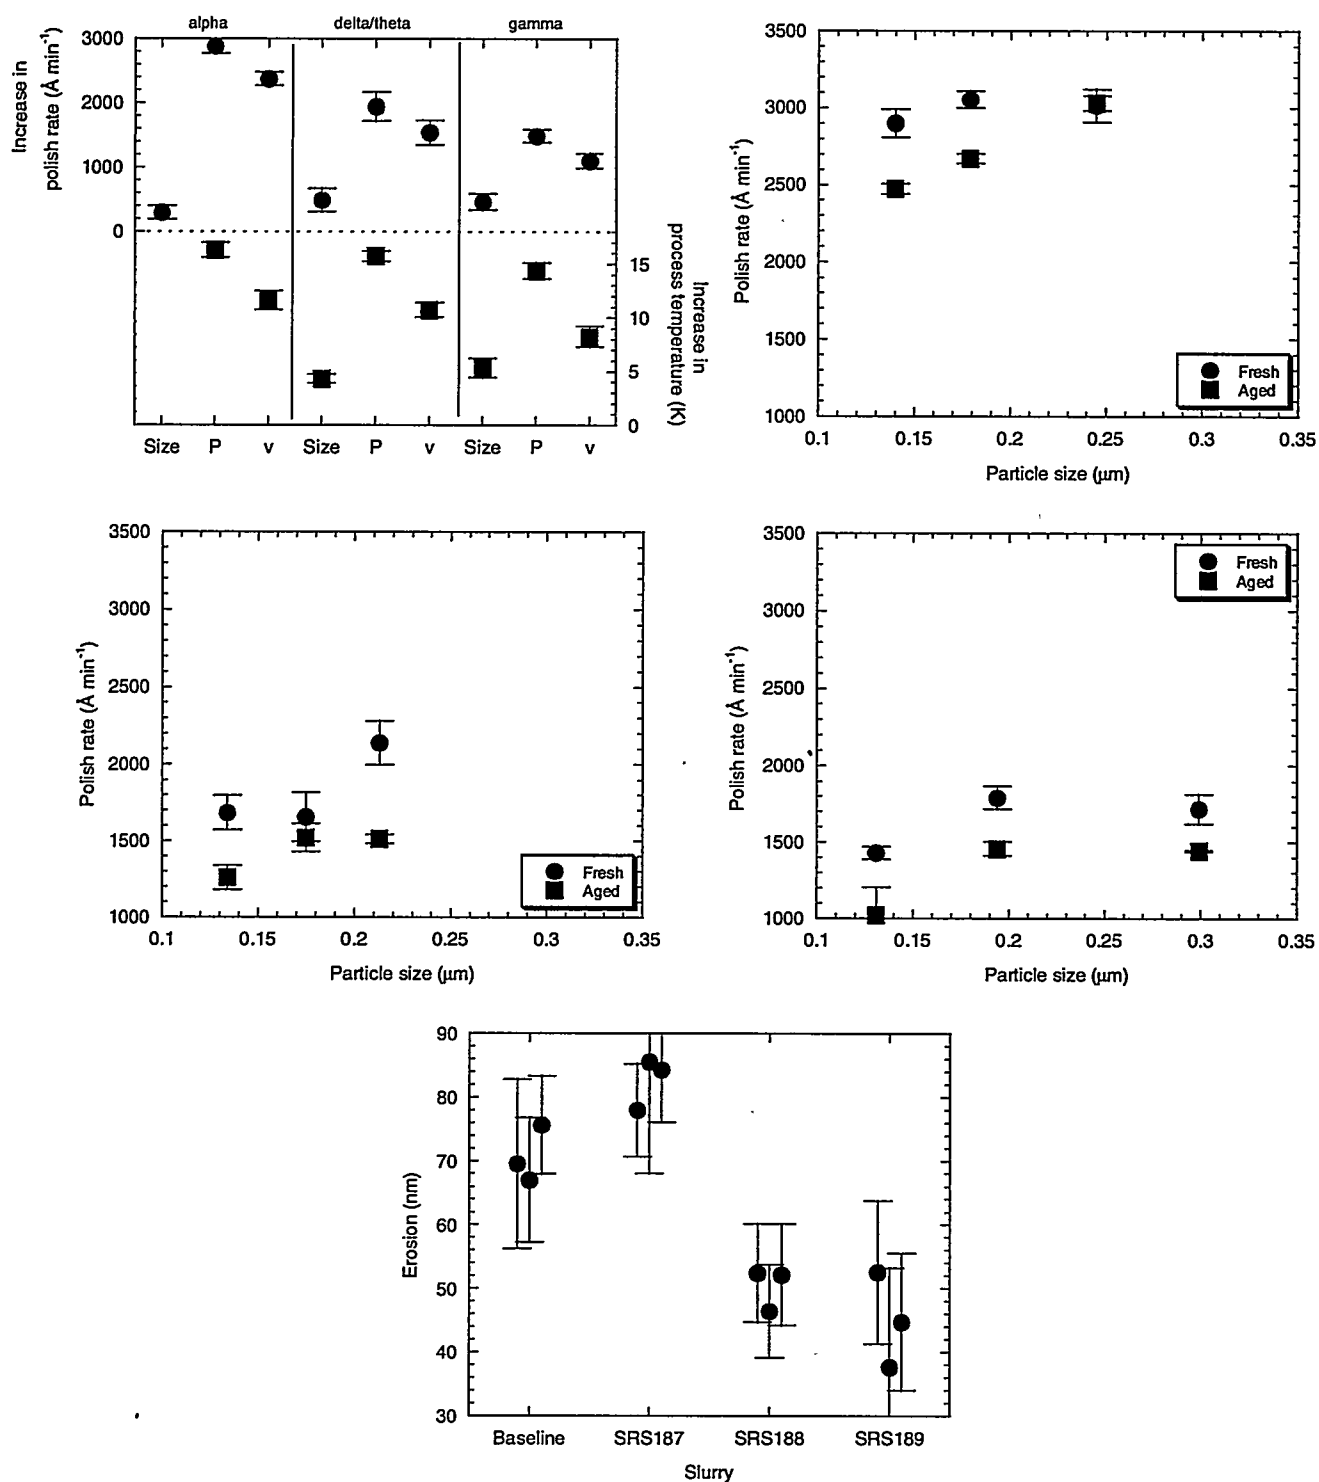 alpha
delta/theta
gamma
Increase in
polish rate (Å min⁻¹)
3000
2000
1000
0
15
10
5
0
Increase in
process temperature (K)
Size
P
v
Size
P
v
Size
P
v
Polish rate (Å min⁻¹)
3500
3000
2500
2000
1500
1000
Fresh
Aged
0.1
0.15
0.2
0.25
0.3
0.35
Particle size (µm)
Polish rate (Å min⁻¹)
3500
3000
2500
2000
1500
1000
Fresh
Aged
0.1
0.15
0.2
0.25
0.3
0.35
Particle size (µm)
Polish rate (Å min⁻¹)
3500
3000
2500
2000
1500
1000
Fresh
Aged
0.1
0.15
0.2
0.25
0.3
0.35
Particle size (µm)
Erosion (nm)
90
80
70
60
50
40
30
Baseline
SRS187
SRS188
SRS189
Slurry